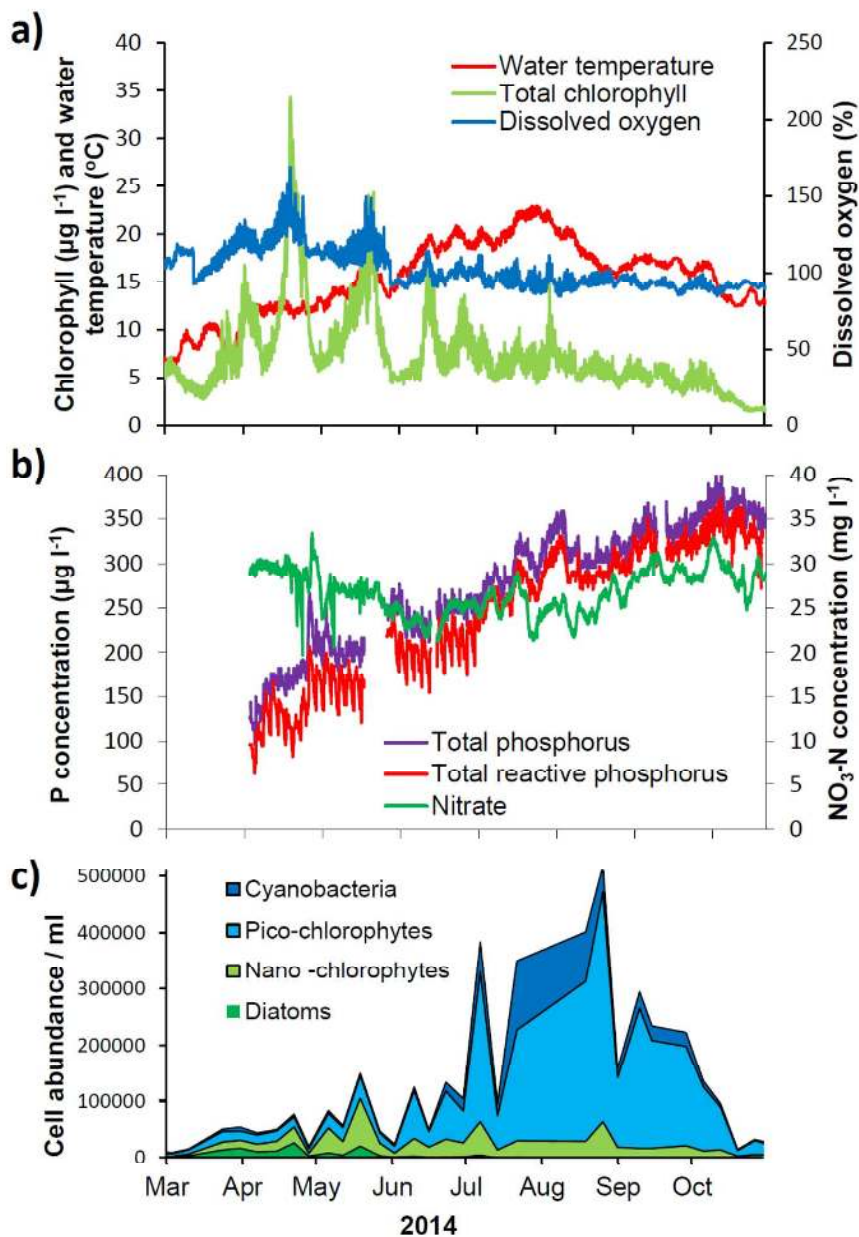 a)
Chlorophyll (µg l-1) and water
temperature (ºC)
40
35
30
25
20
15
10
5
0
Water temperature
Total chlorophyll
Dissolved oxygen
250
200
150
100
50
0
Dissolved oxygen (%)
b)
P concentration (µg l-1)
400
350
300
250
200
150
100
50
0
Total phosphorus
Total reactive phosphorus
Nitrate
40
35
30
25
20
15
10
5
0
NO3-N concentration (mg l-1)
c)
Cell abundance / ml
500000
400000
300000
200000
100000
0
Cyanobacteria
Pico-chlorophytes
Nano -chlorophytes
Diatoms
Mar Apr May Jun Jul Aug Sep Oct
2014